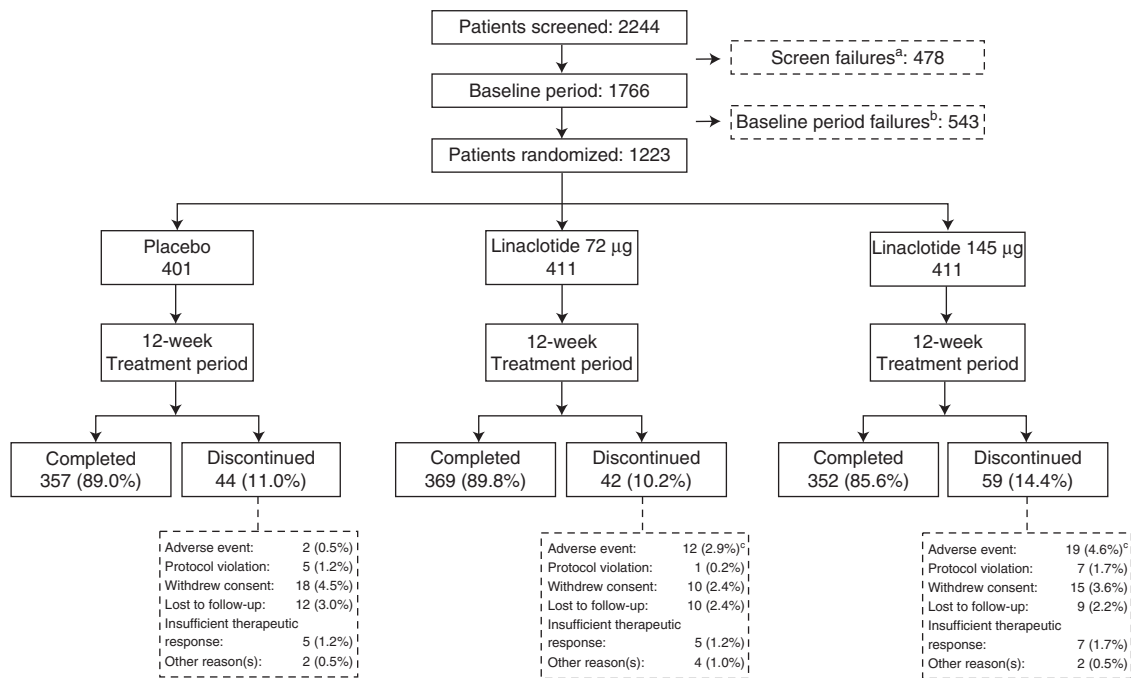 Patients screened: 2244
Screen failuresᵃ: 478
Baseline period: 1766
Baseline period failuresᵇ: 543
Patients randomized: 1223
Placebo
401
Linaclotide 72 μg
411
Linaclotide 145 μg
411
12-week
Treatment period
12-week
Treatment period
12-week
Treatment period
Completed
357 (89.0%)
Discontinued
44 (11.0%)
Completed
369 (89.8%)
Discontinued
42 (10.2%)
Completed
352 (85.6%)
Discontinued
59 (14.4%)
Adverse event: 2 (0.5%)
Protocol violation: 5 (1.2%)
Withdrew consent: 18 (4.5%)
Lost to follow-up: 12 (3.0%)
Insufficient therapeutic
response: 5 (1.2%)
Other reason(s): 2 (0.5%)
Adverse event: 12 (2.9%)ᶜ
Protocol violation: 1 (0.2%)
Withdrew consent: 10 (2.4%)
Lost to follow-up: 10 (2.4%)
Insufficient therapeutic
response: 5 (1.2%)
Other reason(s): 4 (1.0%)
Adverse event: 19 (4.6%)ᶜ
Protocol violation: 7 (1.7%)
Withdrew consent: 15 (3.6%)
Lost to follow-up: 9 (2.2%)
Insufficient therapeutic
response: 7 (1.7%)
Other reason(s): 2 (0.5%)